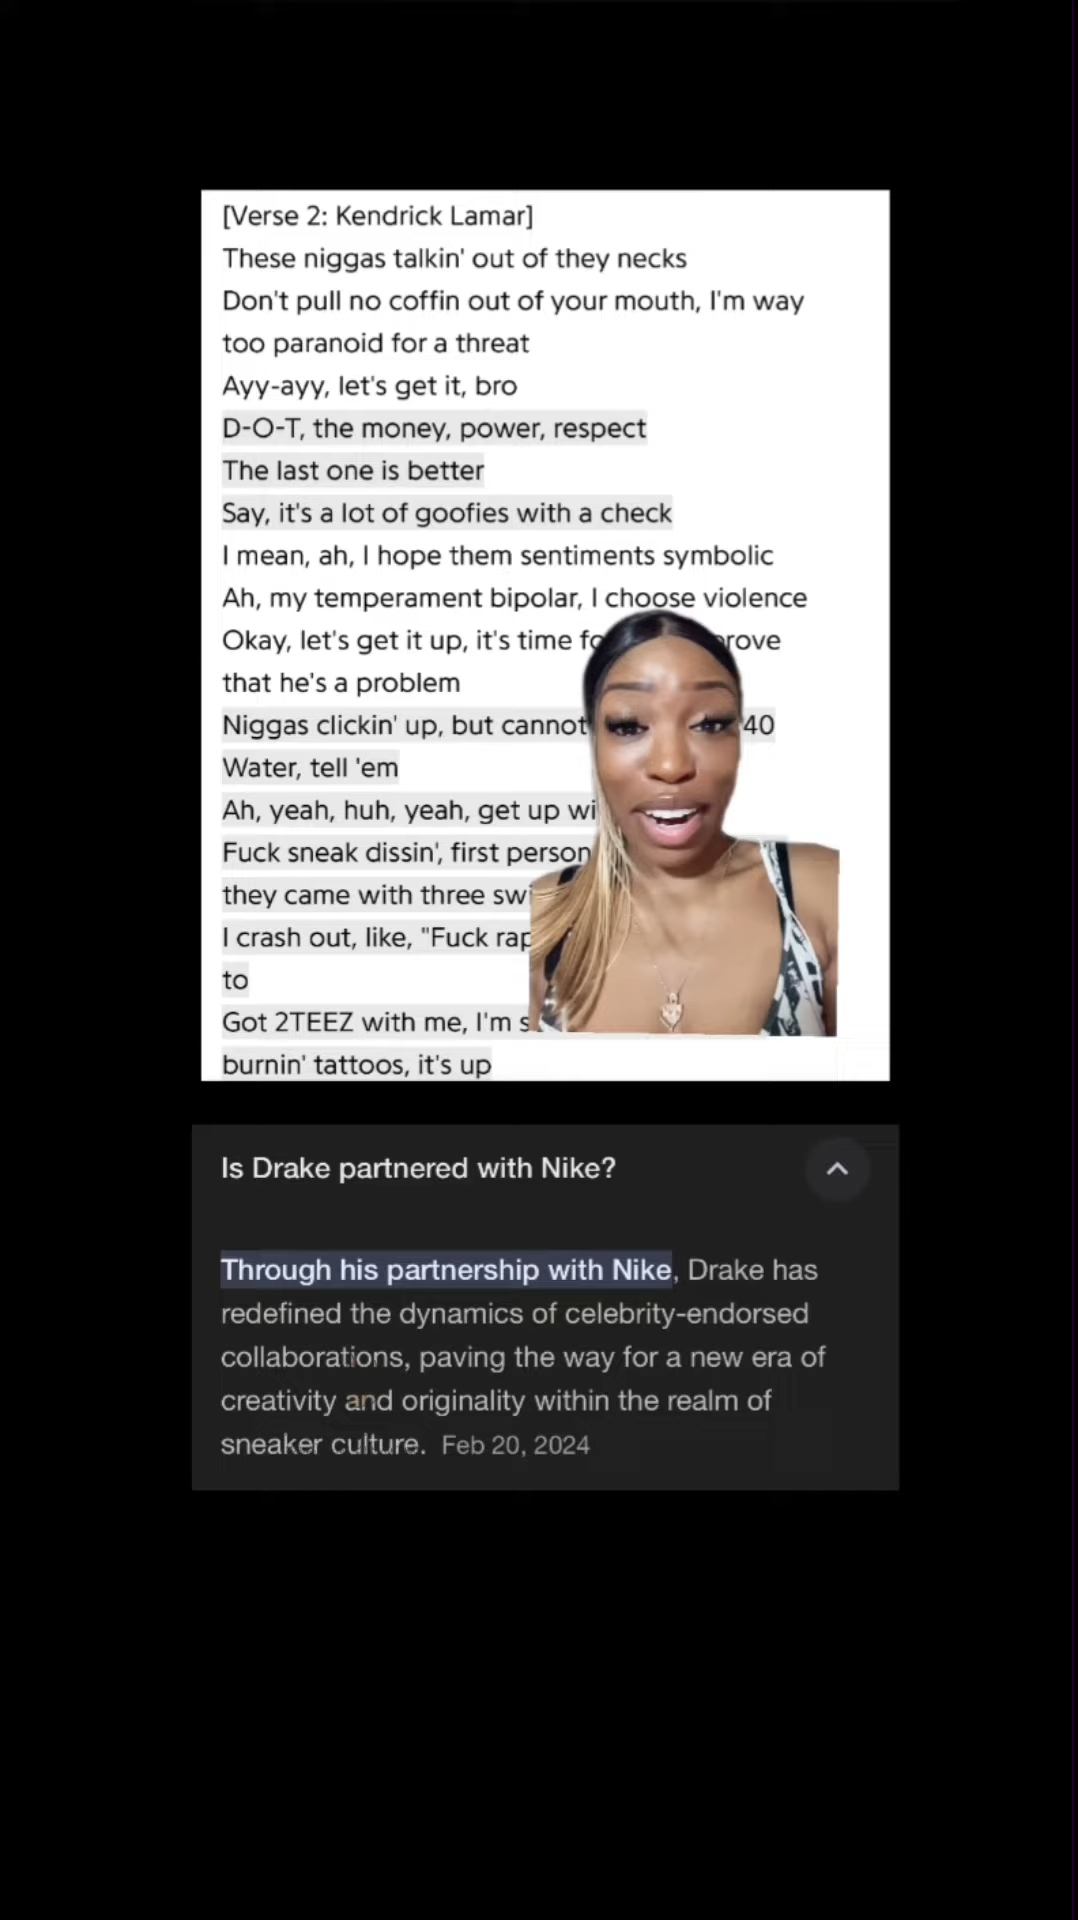 [Verse 2: Kendrick Lamar]
These niggas talkin' out of they necks
Don't pull no coffin out of your mouth, I'm way
too paranoid for a threat
Ayy-ayy, let's get it, bro
D-O-T, the money, power, respect
The last one is better
Say, it's a lot of goofies with a check
I mean, ah, I hope them sentiments symbolic
Ah, my temperament bipolar, I choose violence
Okay, let's get it up, it's time
that he's a problem
Niggas clickin' up, but cannot 40
Water, tell 'em
Ah, yeah, huh, yeah, get up
Fuck sneak dissin', first person
they came with three
I crash out, like, "Fuck rap
to
Got 2TEEZ with me, I'm
burnin' tattoos, it's up
Is Drake partnered with Nike?
Through his partnership with Nike, Drake has
redefined the dynamics of celebrity-endorsed
collaborations, paving the way for a new era of
creativity and originality within the realm of
sneaker culture. Feb 20, 2024